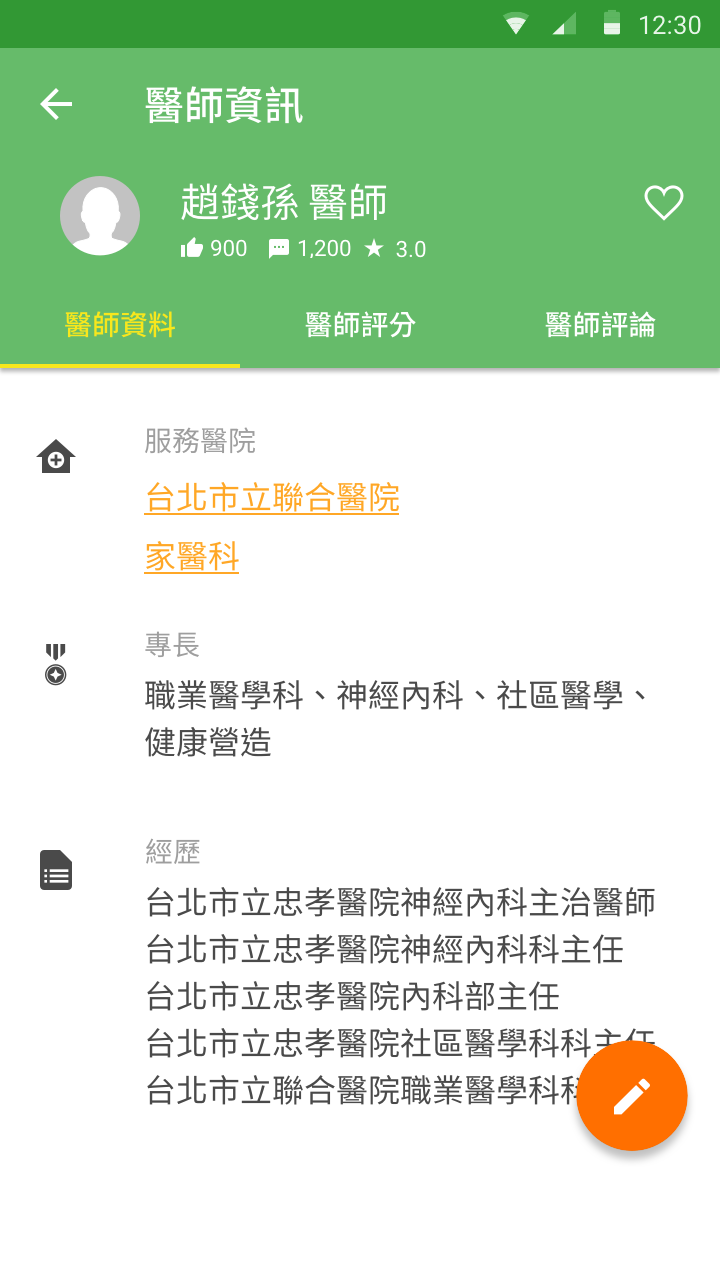 12:30
醫師資訊
趙錢孫 醫師
900 1,200 3.0
醫師資料 醫師評分 醫師評論
服務醫院
台北市立聯合醫院
家醫科
專長
職業醫學科、神經內科、社區醫學、
健康營造
經歷
台北市立忠孝醫院神經內科主治醫師
台北市立忠孝醫院神經內科科主任
台北市立忠孝醫院內科部主任
台北市立忠孝醫院社區醫學科科主任
台北市立聯合醫院職業醫學科科